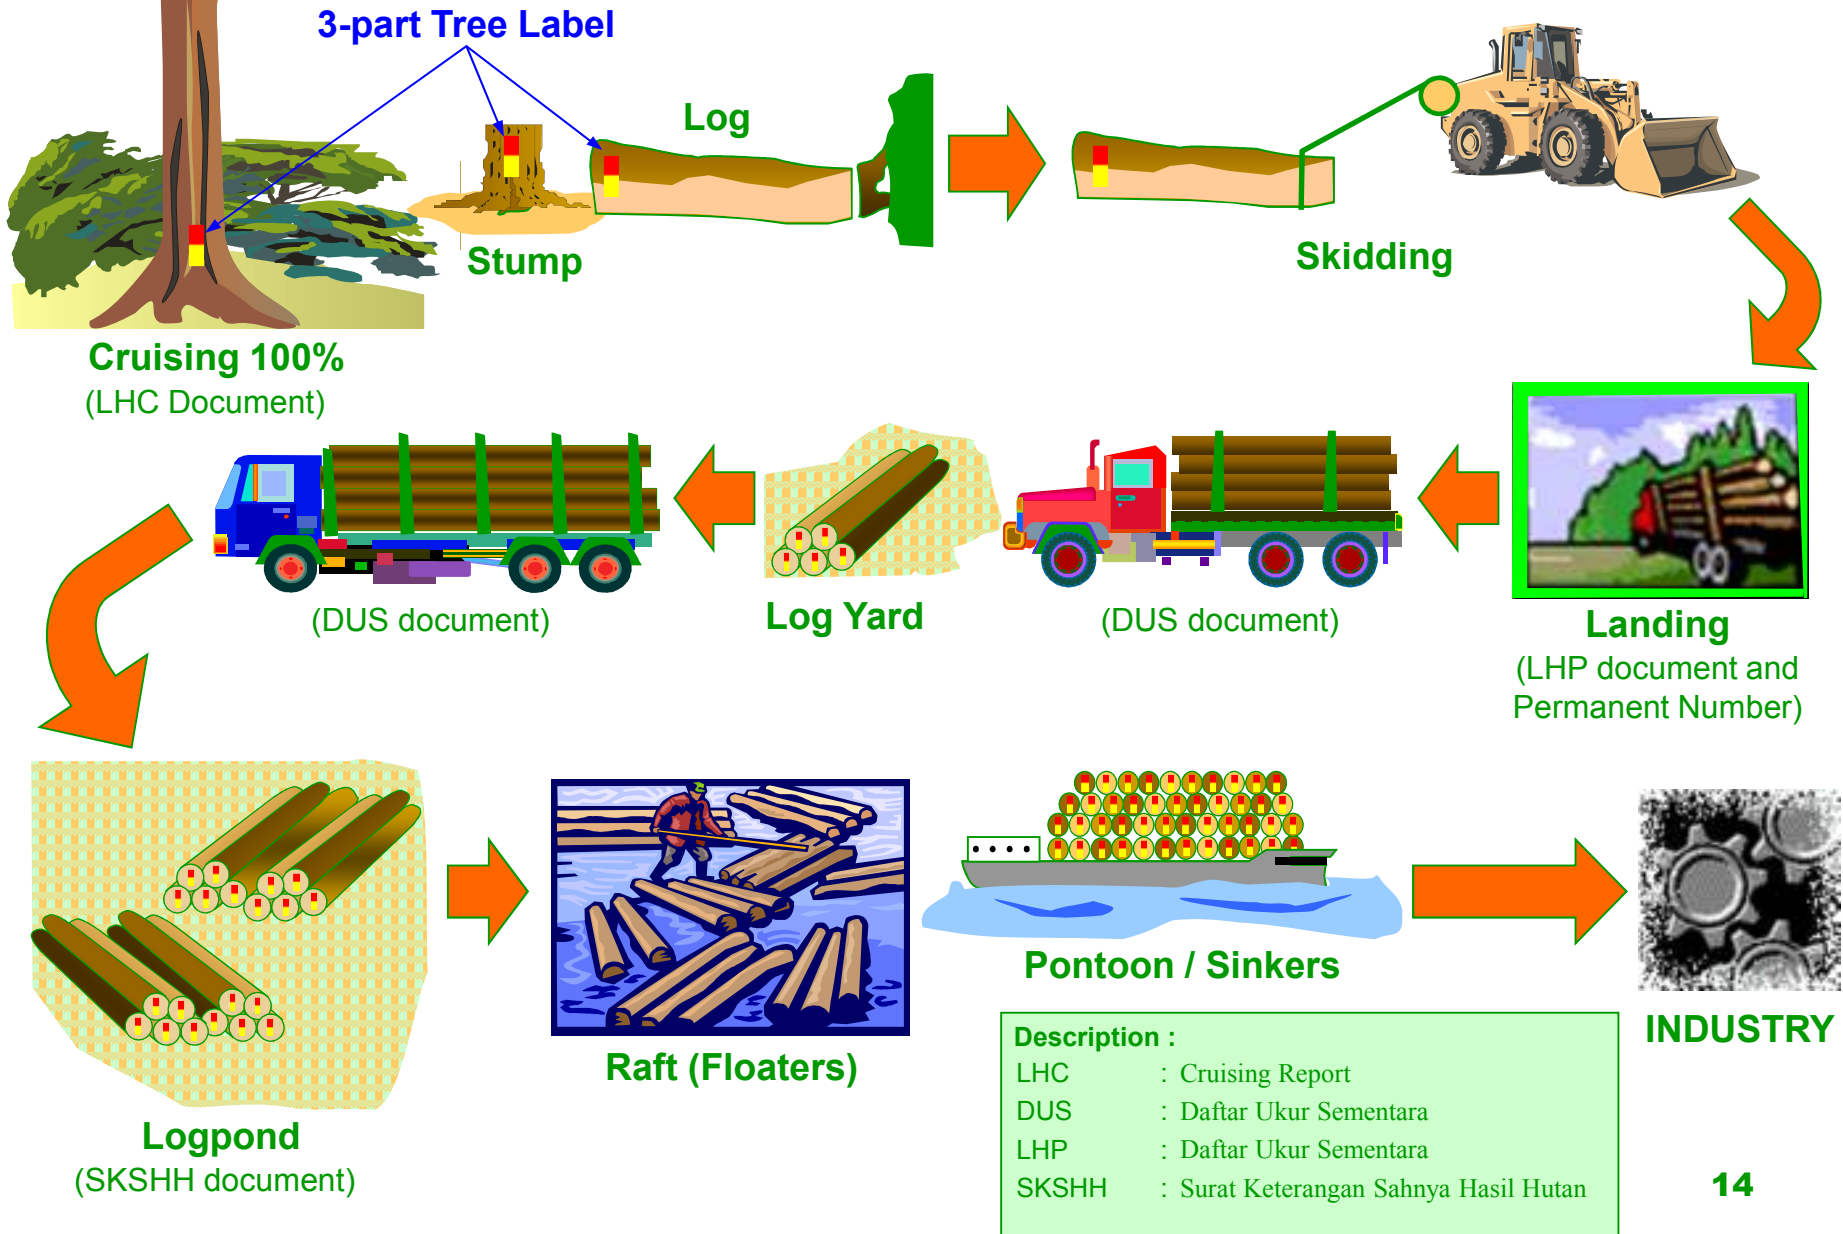 3-part Tree Label
Log
Stump
Skidding
Cruising 100%
(LHC Document)
(DUS document)
Log Yard
(DUS document)
Landing
(LHP document and
Permanent Number)
Logpond
(SKSHH document)
Raft (Floaters)
Pontoon / Sinkers
INDUSTRY
Description :
LHC : Cruising Report
DUS : Daftar Ukur Sementara
LHP : Daftar Ukur Sementara
SKSHH : Surat Keterangan Sahnya Hasil Hutan
14